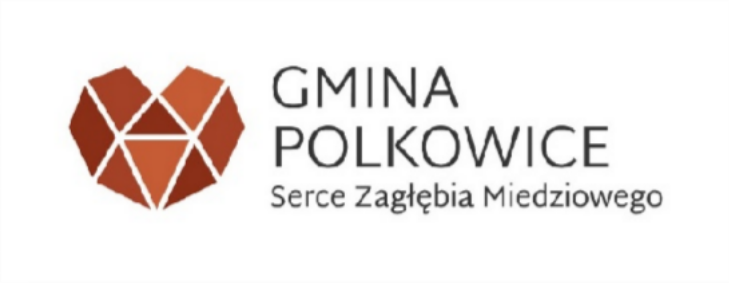 GMINA
POLKOWICE
Serce Zagłębia Miedziowego